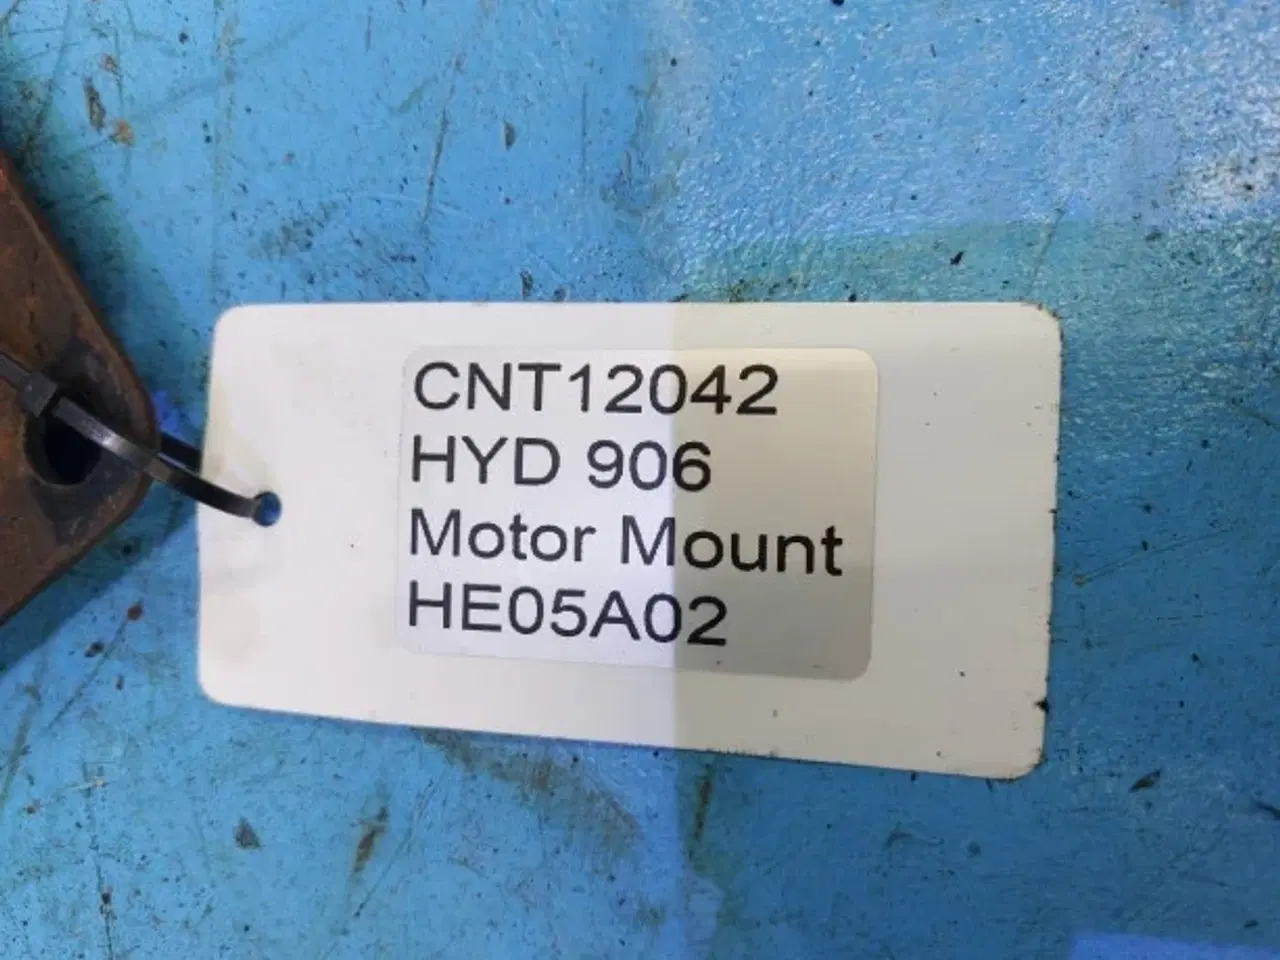 CNT12042
HYD 906
Motor Mount
HE05A02